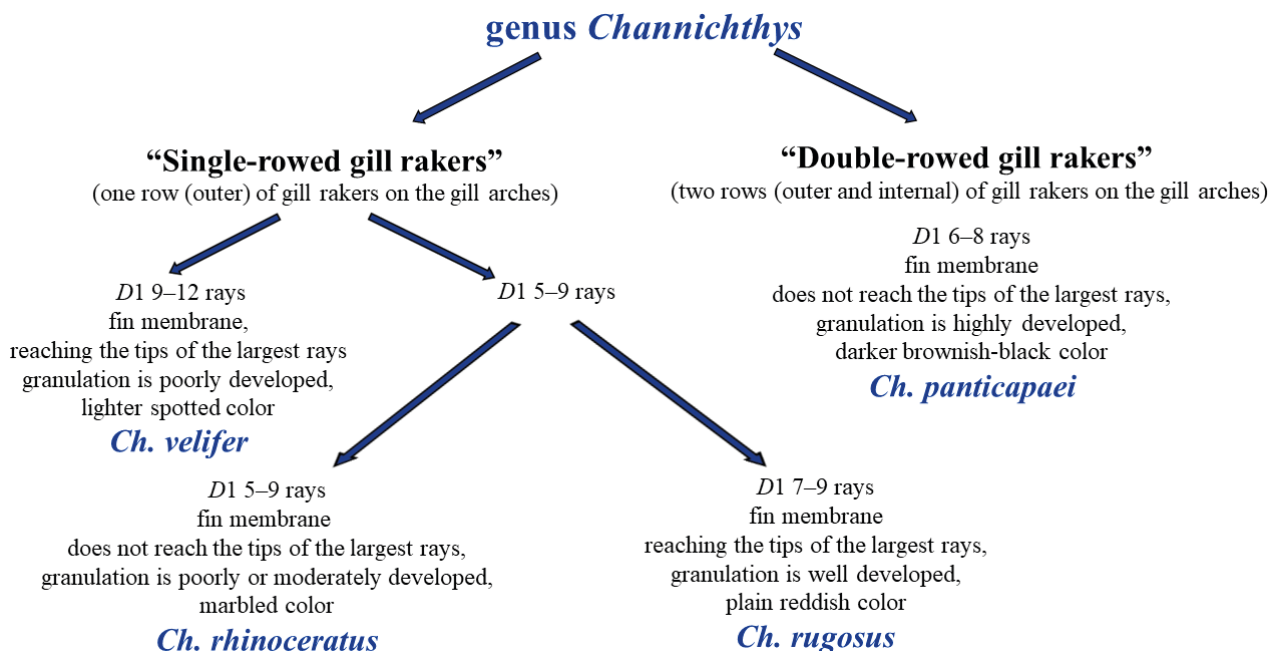 genus Channichthys
“Single-rowed gill rakers”
(one row (outer) of gill rakers on the gill arches)
“Double-rowed gill rakers”
(two rows (outer and internal) of gill rakers on the gill arches)
D1 6–8 rays
fin membrane
does not reach the tips of the largest rays,
granulation is highly developed,
darker brownish-black color
Ch. panticapaei
D1 9–12 rays
fin membrane,
reaching the tips of the largest rays
granulation is poorly developed,
lighter spotted color
Ch. velifer
D1 5–9 rays
D1 5–9 rays
fin membrane
does not reach the tips of the largest rays,
granulation is poorly or moderately developed,
marbled color
Ch. rhinoceratus
D1 7–9 rays
fin membrane
reaching the tips of the largest rays,
granulation is well developed,
plain reddish color
Ch. rugosus